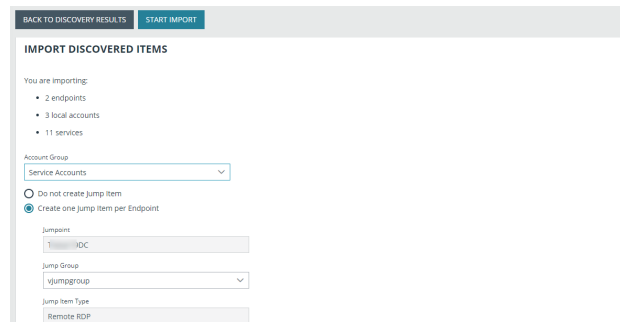 BACK TO DISCOVERY RESULTS START IMPORT
IMPORT DISCOVERED ITEMS
You are importing:
• 2 endpoints
• 3 local accounts
• 11 services
Account Group
Service Accounts
Do not create Jump Item
Create one Jump Item per Endpoint
Jumpoint
Jump Group
vjumpgroup
Jump Item Type
Remote RDP